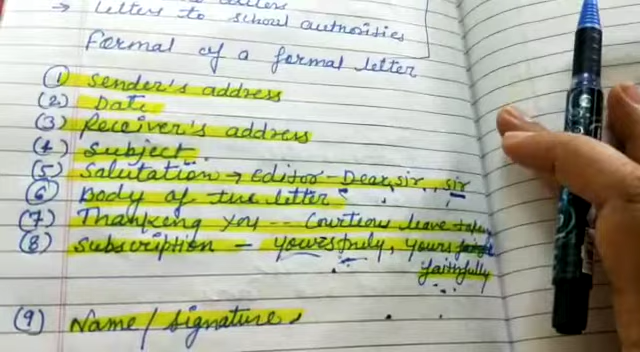 → letter to school authorities
Formal of a formal letter
(1) Sender's address
(2) Date
(3) Receiver's address
(4) Subject.
(5) Salutation → Editor - Dear, sir, sir
(6) Body of the letter
(7) Thanking you -- Courteous leave
(8) Subscription - yours truly, yours
faithfully
(9) Name / Signature